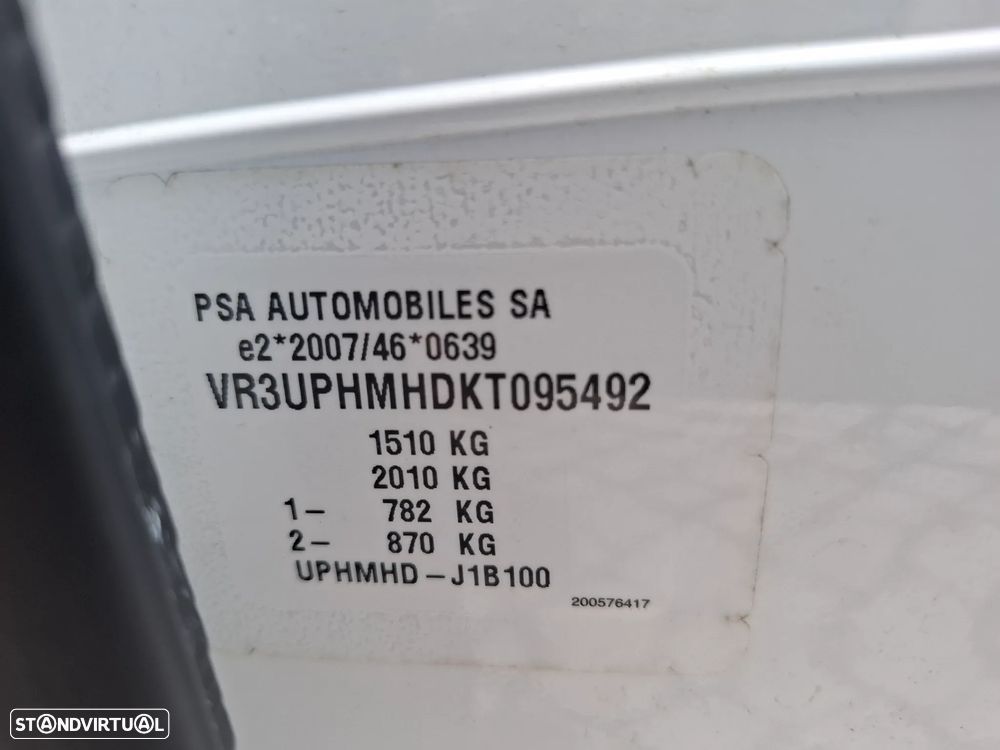 PSA AUTOMOBILES SA
e2*2007/46*0639
VR3UPHMHDKT095492
1510 KG
2010 KG
1- 782 KG
2- 870 KG
UPHMHD-J1B100
200576417
STANDVIRTUAL